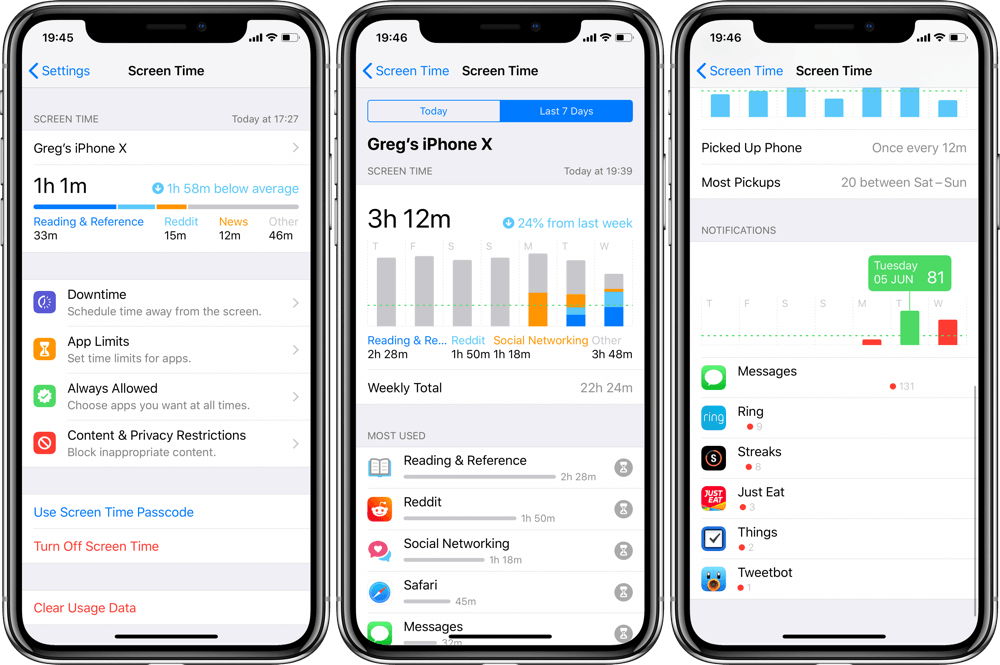 19:45
Settings
Screen Time
SCREEN TIME
Today at 17:27
Greg's iPhone X
1h 1m
1h 58m below average
Reading & Reference
Reddit
News
Other
33m
15m
12m
46m
Downtime
Schedule time away from the screen.
App Limits
Set time limits for apps.
Always Allowed
Choose apps you want at all times.
Content & Privacy Restrictions
Block inappropriate content.
Use Screen Time Passcode
Turn Off Screen Time
Clear Usage Data
19:46
Screen Time
Screen Time
Today
Last 7 Days
Greg's iPhone X
SCREEN TIME
Today at 19:39
3h 12m
24% from last week
T F S S M T W
Reading & Re...
Reddit
Social Networking
Other
2h 28m
1h 50m
1h 18m
3h 48m
Weekly Total
22h 24m
MOST USED
Reading & Reference
2h 28m
Reddit
1h 50m
Social Networking
1h 18m
Safari
45m
Messages
32m
19:46
Screen Time
Screen Time
Picked Up Phone
Once every 12m
Most Pickups
20 between Sat – Sun
NOTIFICATIONS
Tuesday
05 JUN
81
T F S S M T W
Messages
131
ring
Ring
9
S
Streaks
8
JUST
EAT
Just Eat
3
Things
2
Tweetbot
1